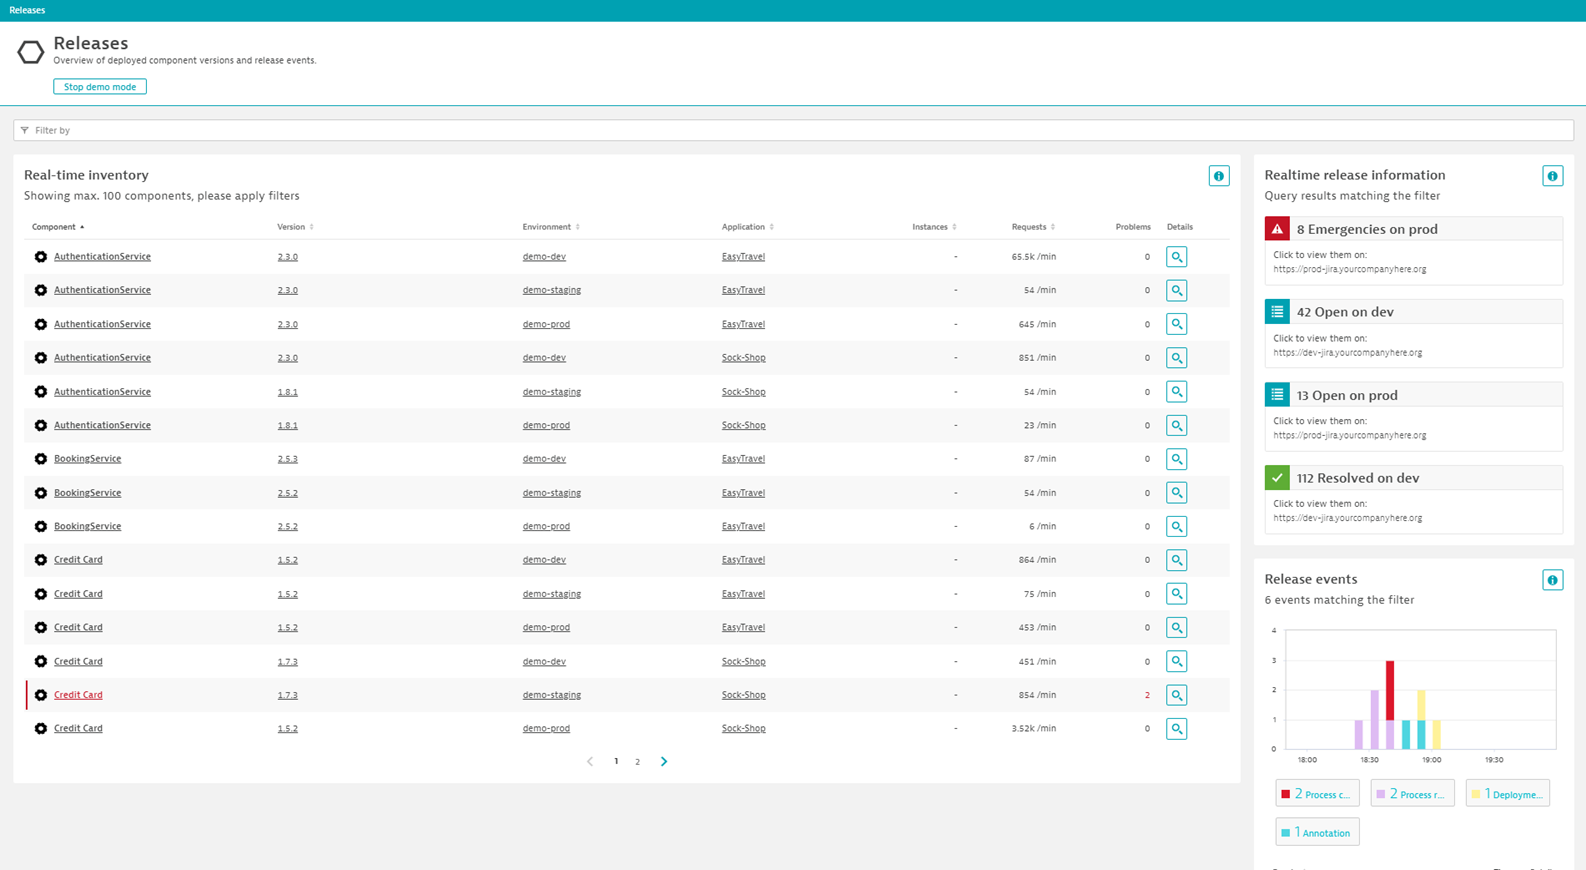 Releases
Releases
Overview of deployed component versions and release events.
Stop demo mode
Filter by
Real-time inventory
Showing max. 100 components, please apply filters
Component Version Environment Application Instances Requests Problems Details
AuthenticationService 2.3.0 demo-dev EasyTravel - 65.5k /min 0
AuthenticationService 2.3.0 demo-staging EasyTravel - 54 /min 0
AuthenticationService 2.3.0 demo-prod EasyTravel - 645 /min 0
AuthenticationService 2.3.0 demo-dev Sock-Shop - 851 /min 0
AuthenticationService 1.8.1 demo-staging Sock-Shop - 54 /min 0
AuthenticationService 1.8.1 demo-prod Sock-Shop - 23 /min 0
BookingService 2.5.3 demo-dev EasyTravel - 87 /min 0
BookingService 2.5.2 demo-staging EasyTravel - 54 /min 0
BookingService 2.5.2 demo-prod EasyTravel - 6 /min 0
Credit Card 1.5.2 demo-dev EasyTravel - 864 /min 0
Credit Card 1.5.2 demo-staging EasyTravel - 75 /min 0
Credit Card 1.5.2 demo-prod EasyTravel - 453 /min 0
Credit Card 1.7.3 demo-dev Sock-Shop - 451 /min 0
Credit Card 1.7.3 demo-staging Sock-Shop - 854 /min 2
Credit Card 1.5.2 demo-prod Sock-Shop - 3.52k /min 0
1 2
Realtime release information
Query results matching the filter
8 Emergencies on prod
Click to view them on:
https://prod-jira.yourcompanyhere.org
42 Open on dev
Click to view them on:
https://dev-jira.yourcompanyhere.org
13 Open on prod
Click to view them on:
https://prod-jira.yourcompanyhere.org
112 Resolved on dev
Click to view them on:
https://dev-jira.yourcompanyhere.org
Release events
6 events matching the filter
4
3
2
1
0
18:00 18:30 19:00 19:30
2 Process c...
2 Process r...
1 Deployme...
1 Annotation